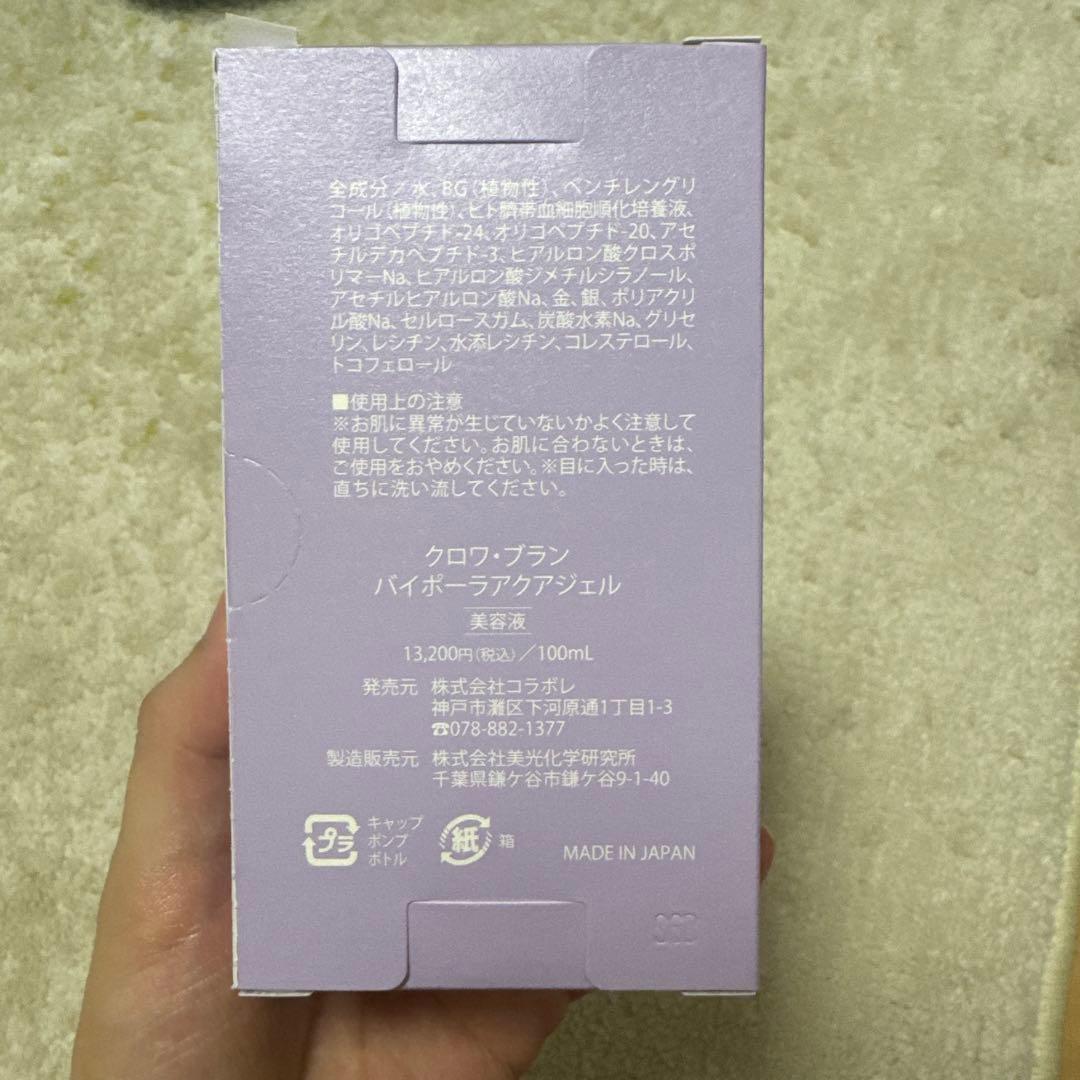 全成分／水、BG（植物性）、ペンチレングリ
コール（植物性）、ヒト臍帯血細胞順化培養液、
オリゴペプチド-24、オリゴペプチド-20、アセ
チルデカペプチド-3、ヒアルロン酸クロスポ
リマーNa、ヒアルロン酸ジメチルシラノール、
アセチルヒアルロン酸Na、金、銀、ポリアクリ
ル酸Na、セルロースガム、炭酸水素Na、グリセ
リン、レシチン、水添レシチン、コレステロール、
トコフェロール
■使用上の注意
※お肌に異常が生じていないかよく注意して
使用してください。お肌に合わないときは、
ご使用をおやめください。※目に入った時は、
直ちに洗い流してください。
クロワ・ブラン
バイポーラアクアジェル
美容液
13,200円（税込）／100mL
発売元 株式会社コラボレ
神戸市灘区下河原通1丁目1-3
☎078-882-1377
製造販売元 株式会社美光化学研究所
千葉県鎌ケ谷市鎌ケ谷9-1-40
プラ キャップ
ポンプ
ボトル
紙 箱
MADE IN JAPAN